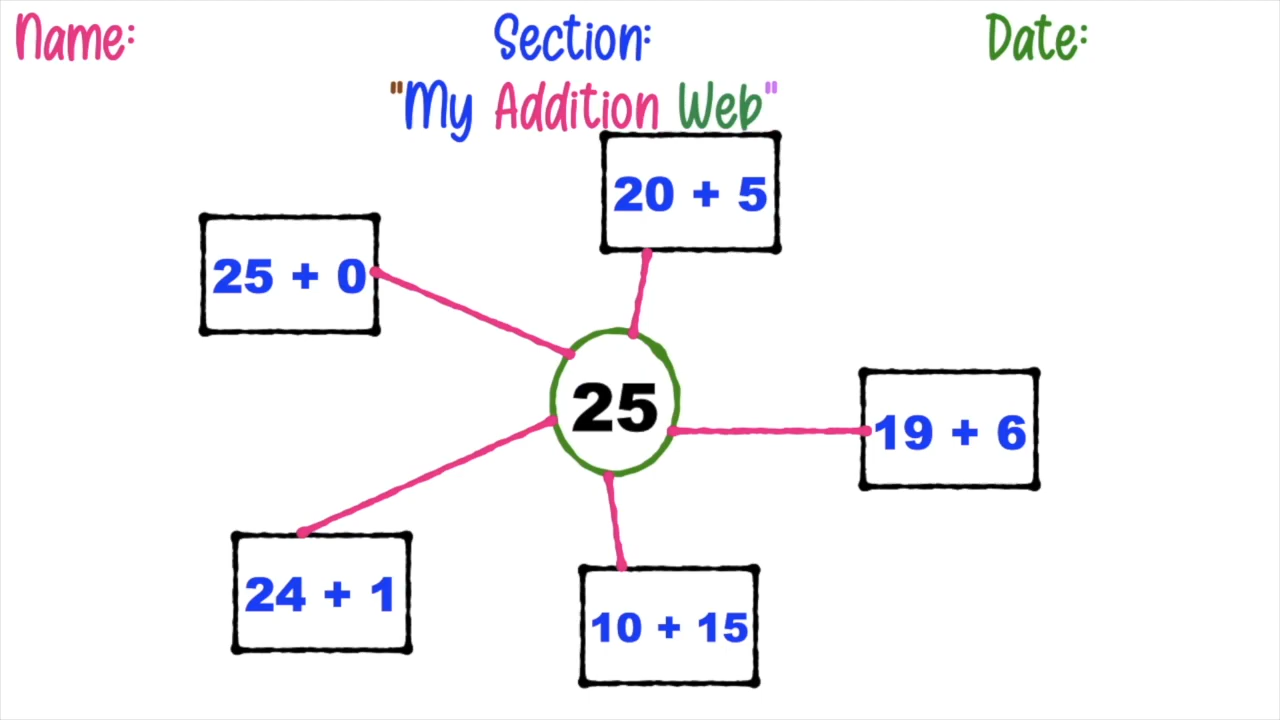 Name: Section: Date:
"My Addition Web"
20 + 5
25 + 0
25
19 + 6
24 + 1
10 + 15